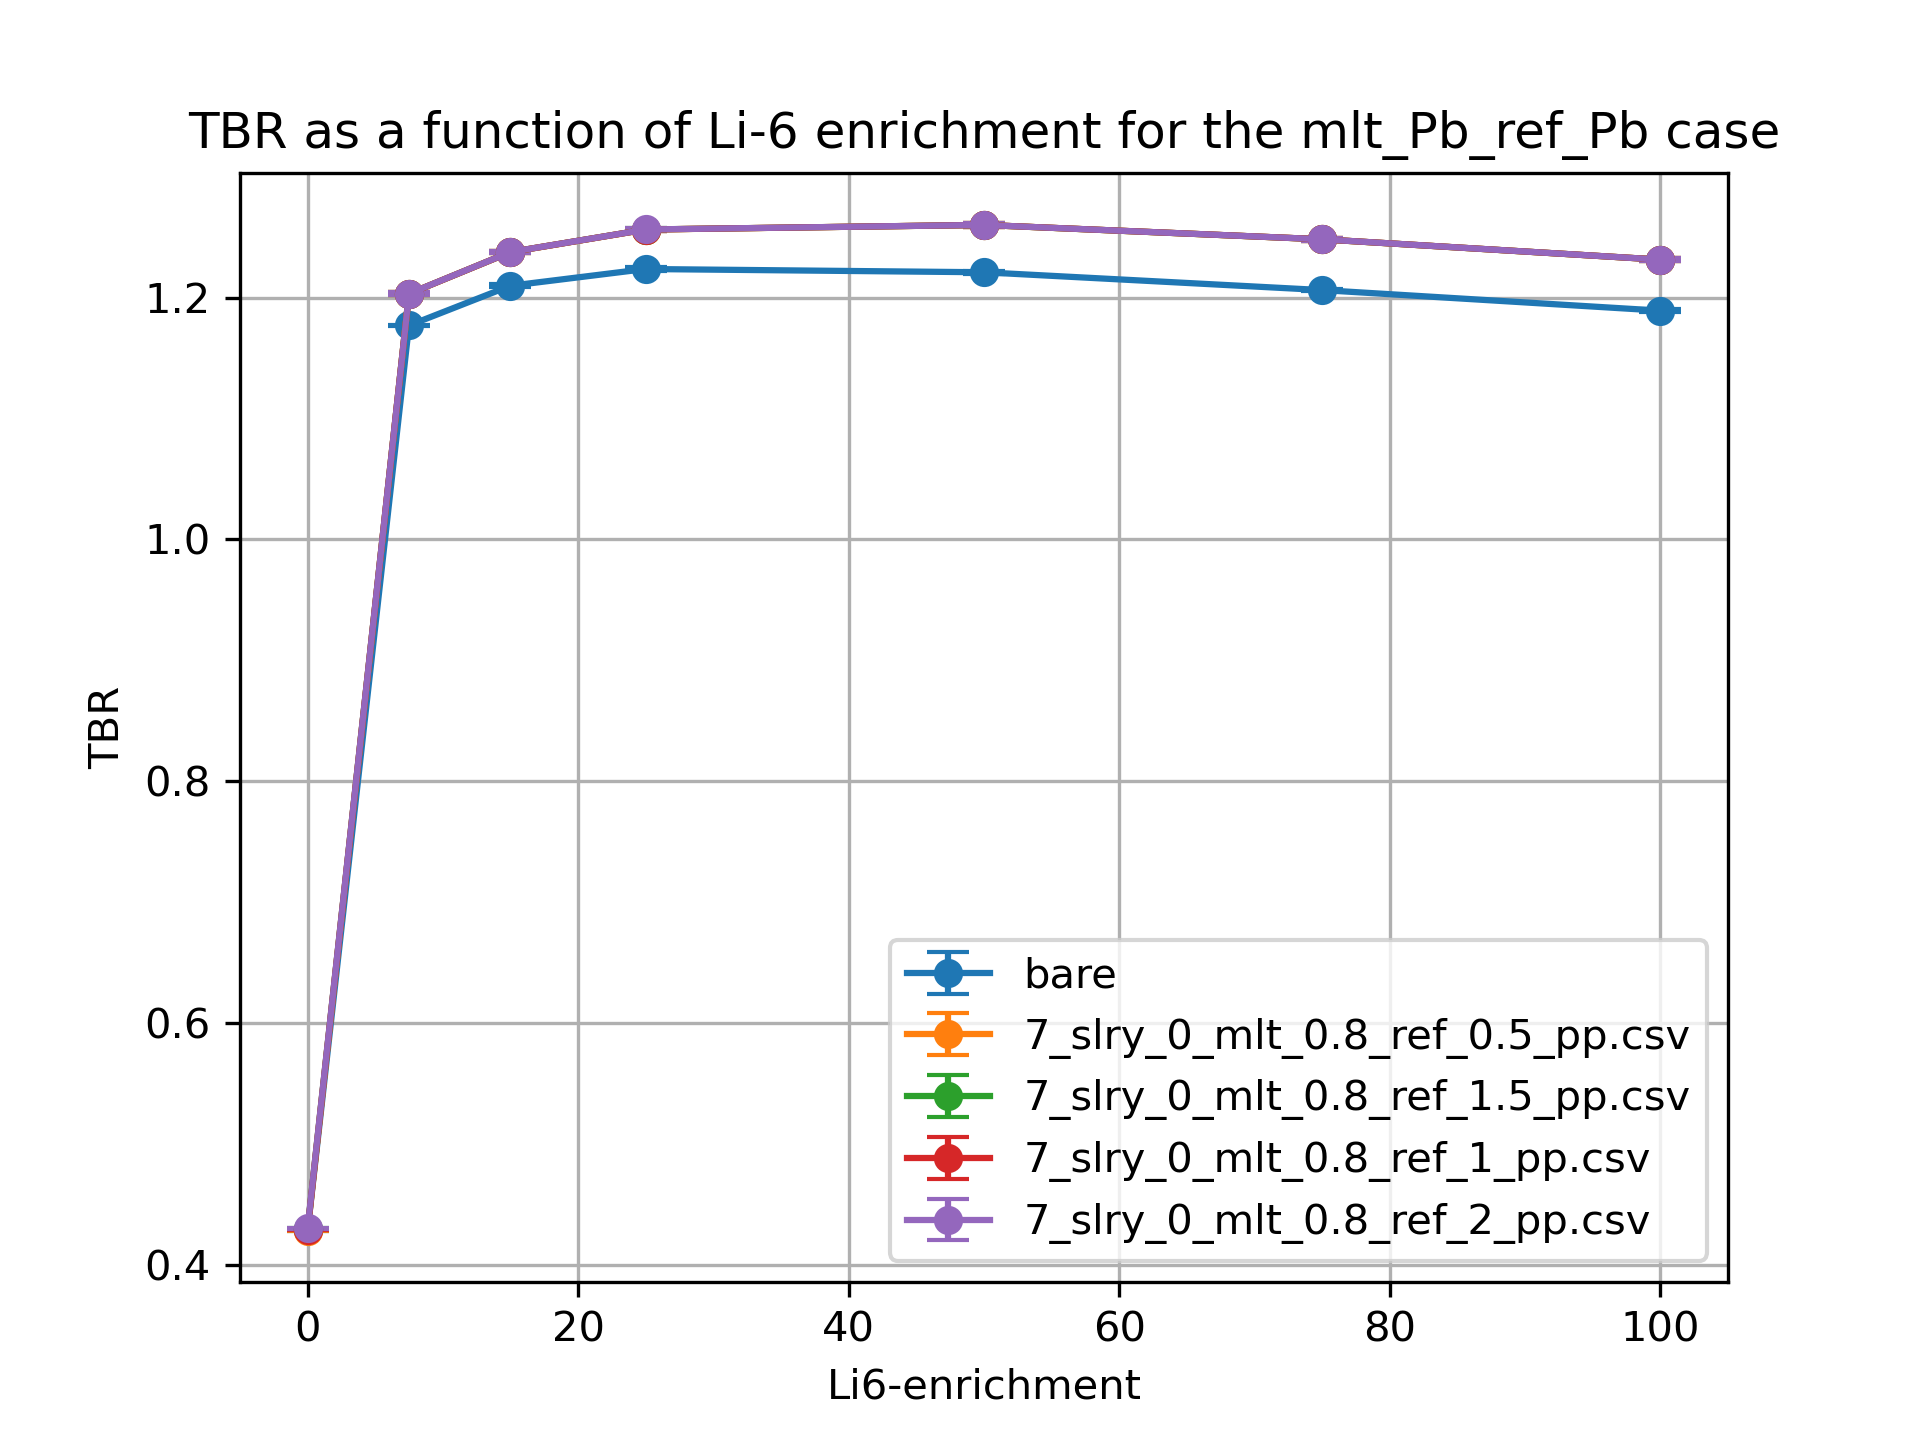 TBR as a function of Li-6 enrichment for the mlt_Pb_ref_Pb case
1.2
1.0
0.8
0.6
0.4
TBR
bare
7_slry_0_mlt_0.8_ref_0.5_pp.csv
7_slry_0_mlt_0.8_ref_1.5_pp.csv
7_slry_0_mlt_0.8_ref_1_pp.csv
7_slry_0_mlt_0.8_ref_2_pp.csv
0 20 40 60 80 100
Li6-enrichment